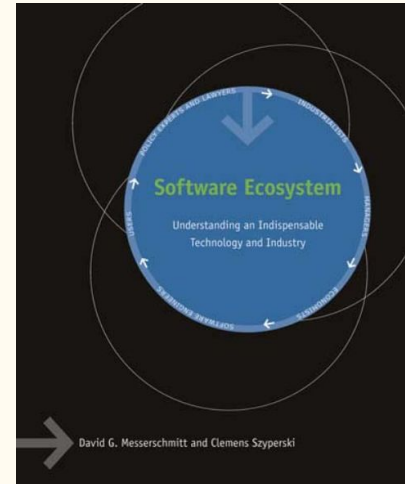 POLICY EXPERTS AND LAWYERS
INDUSTRIALISTS
MANAGERS
ECONOMISTS
SOFTWARE ENGINEERS
USERS
Software Ecosystem
Understanding an Indispensable
Technology and Industry
David G. Messerschmitt and Clemens Szyperski